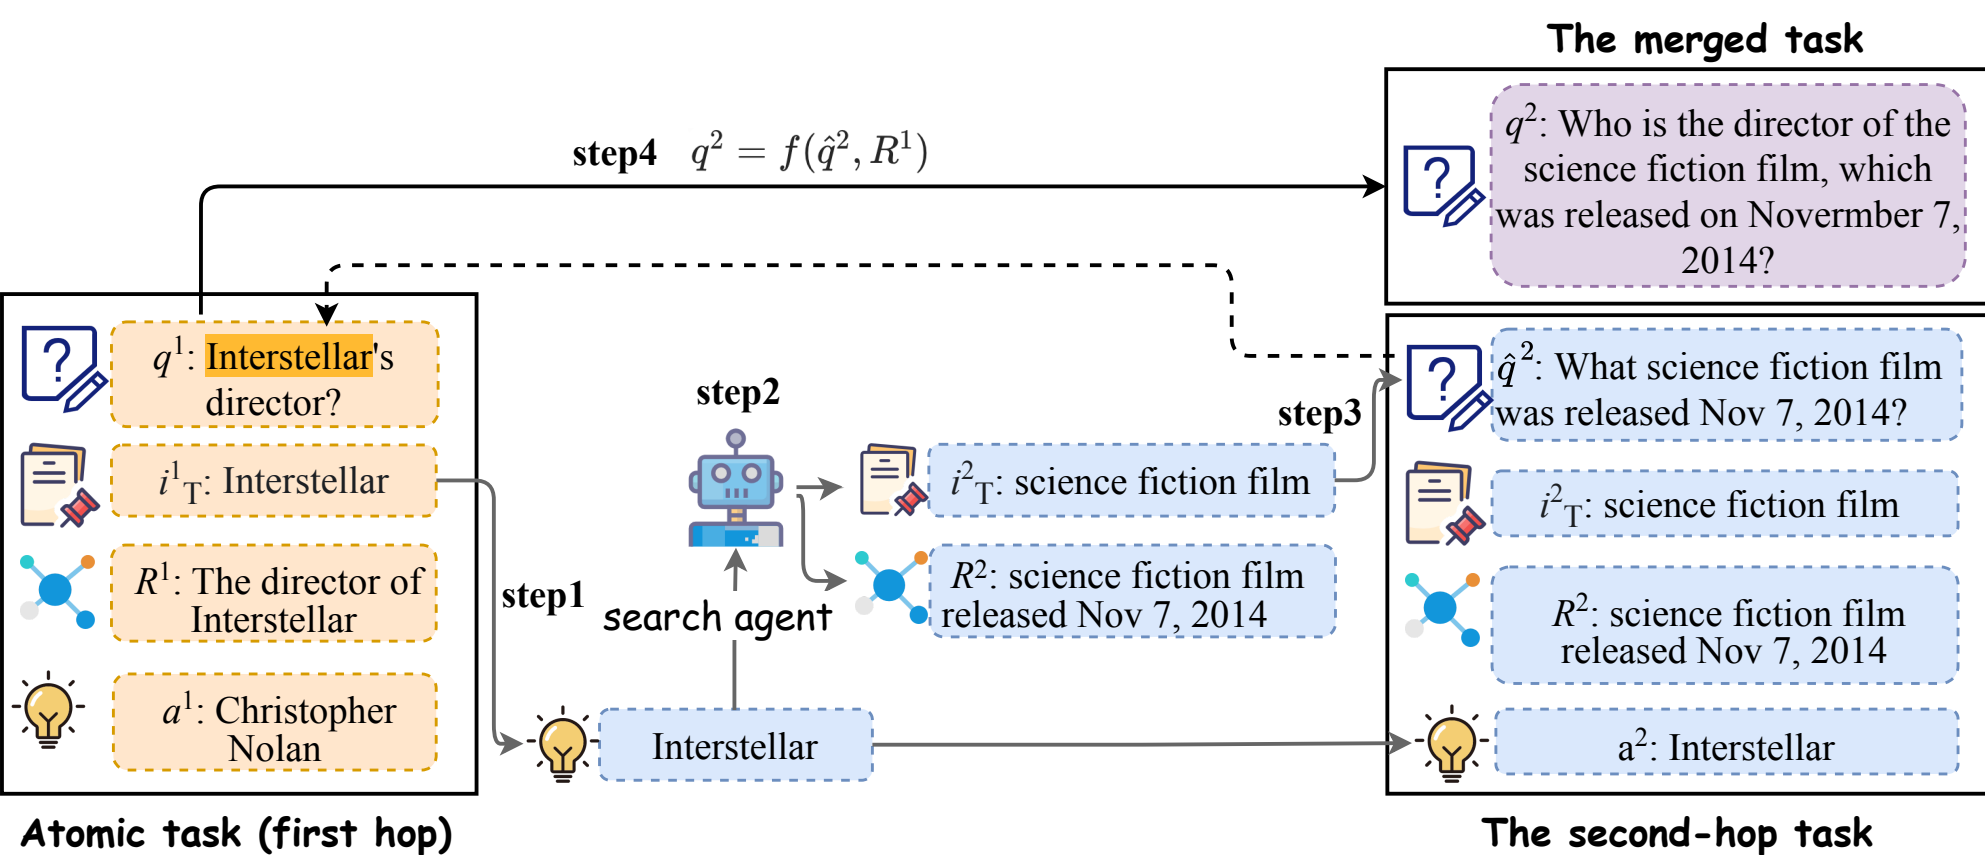 The merged task
q²: Who is the director of the
science fiction film, which
was released on Novermber 7,
2014?
step4 q² = f(q̂², R¹)
q¹: Interstellar's
director?
i¹T: Interstellar
R¹: The director of
Interstellar
a¹: Christopher
Nolan
Atomic task (first hop)
step1
Interstellar
search agent
step2
i²T: science fiction film
R²: science fiction film
released Nov 7, 2014
step3
q̂²: What science fiction film
was released Nov 7, 2014?
i²T: science fiction film
R²: science fiction film
released Nov 7, 2014
a²: Interstellar
The second-hop task